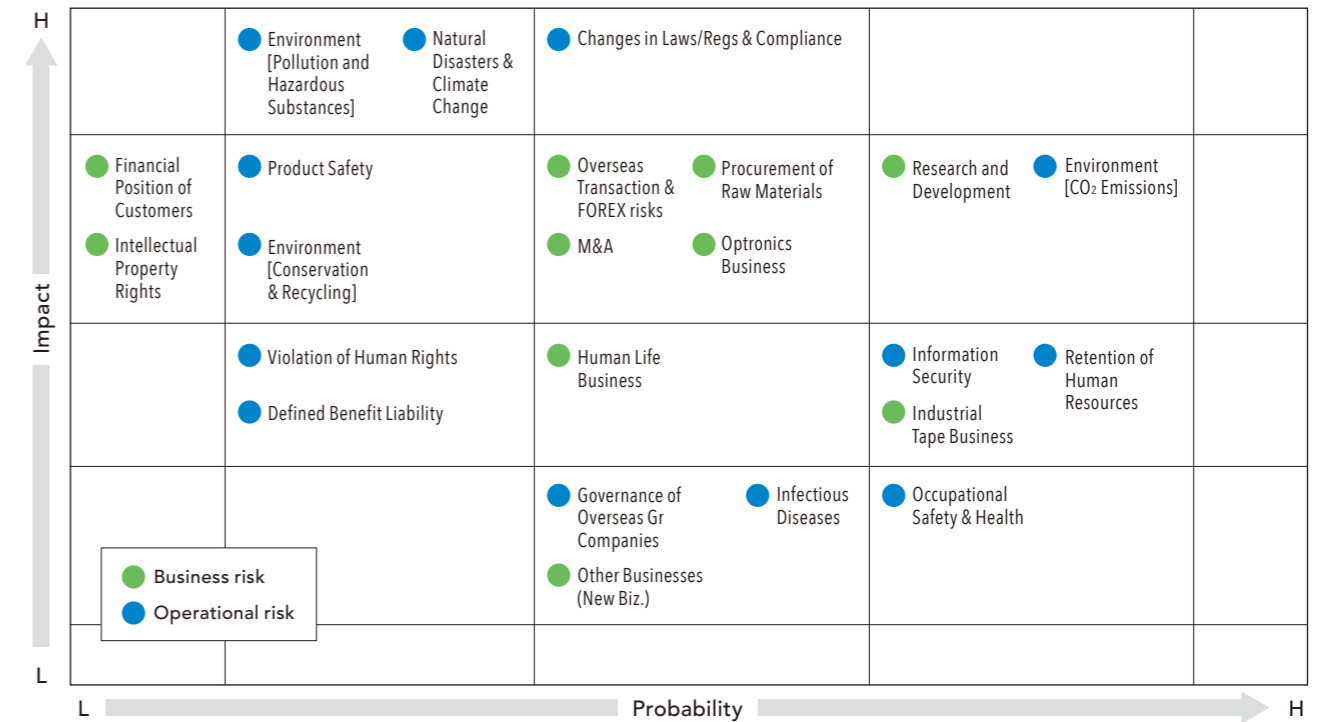 H
Environment
[Pollution and
Hazardous
Substances]
Natural
Disasters &
Climate
Change
Changes in Laws/Regs & Compliance
Financial
Position of
Customers
Intellectual
Property
Rights
Product Safety
Environment
[Conservation
& Recycling]
Overseas
Transaction &
FOREX risks
Procurement of
Raw Materials
M&A
Optronics
Business
Research and
Development
Environment
[CO₂ Emissions]
Impact
Violation of Human Rights
Defined Benefit Liability
Human Life
Business
Information
Security
Retention of
Human
Resources
Industrial
Tape Business
Governance of
Overseas Gr
Companies
Infectious
Diseases
Other Businesses
(New Biz.)
Occupational
Safety & Health
Business risk
Operational risk
L
L
Probability
H